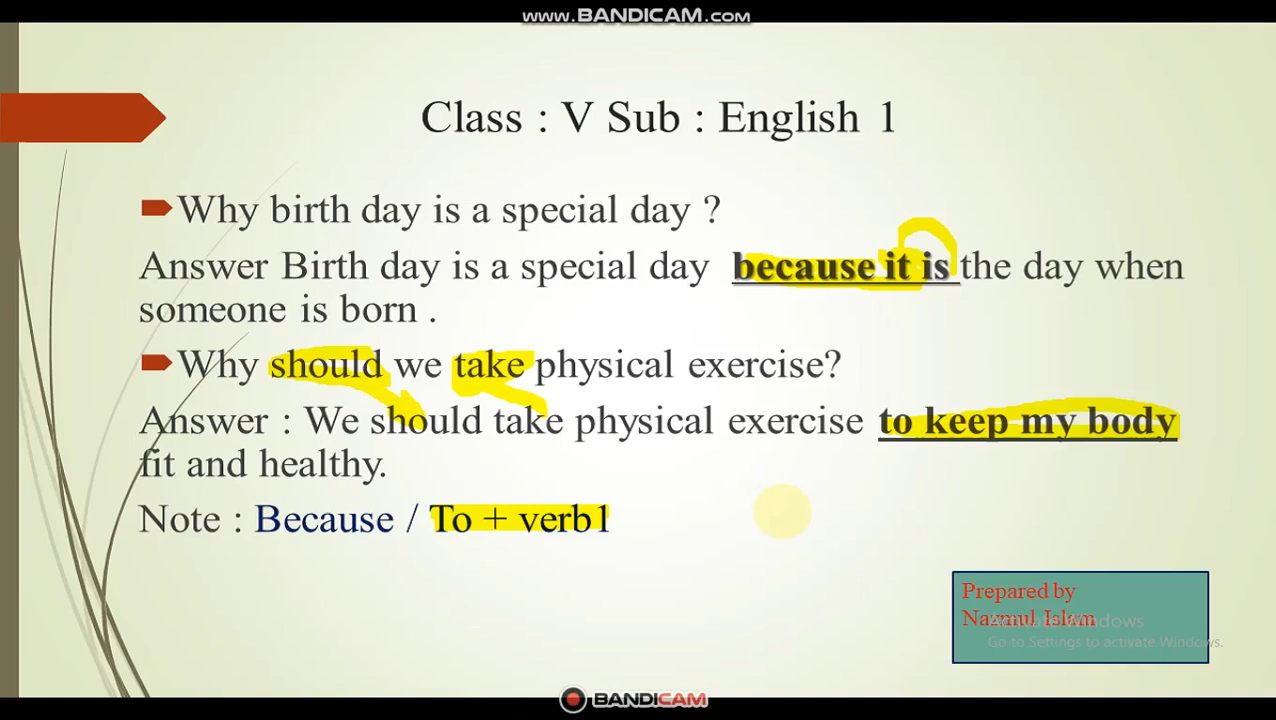 www.BANDICAM.com
Class : V Sub : English 1
Why birth day is a special day ?
Answer Birth day is a special day because it is the day when
someone is born .
Why should we take physical exercise?
Answer : We should take physical exercise to keep my body
fit and healthy.
Note : Because / To + verb1
Prepared by
Nazmul Islam
Activate Windows
Go to Settings to activate Windows.
BANDICAM